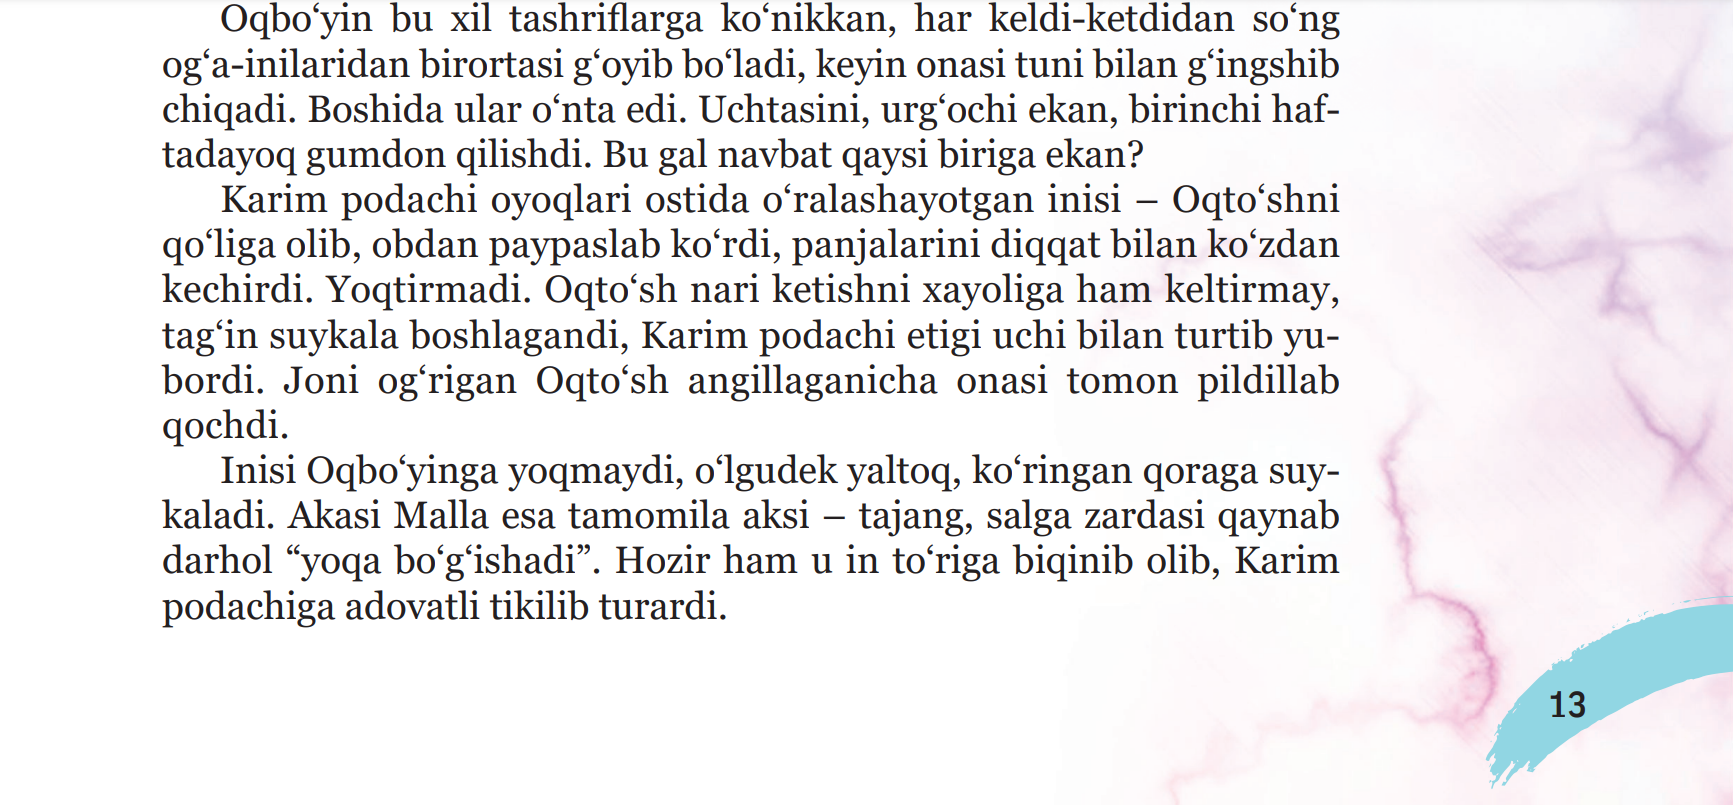 Oqbo‘yin bu xil tashriflarga ko‘nikkan, har keldi-ketdidan so‘ng
og‘a-inilaridan birortasi g‘oyib bo‘ladi, keyin onasi tuni bilan g‘ingshib
chiqadi. Boshida ular o‘nta edi. Uchtasini, urg‘ochi ekan, birinchi haf-
tadayoq gumdon qilishdi. Bu gal navbat qaysi biriga ekan?
Karim podachi oyoqlari ostida o‘ralashayotgan inisi – Oqto‘shni
qo‘liga olib, obdan paypaslab ko‘rdi, panjalarini diqqat bilan ko‘zdan
kechirdi. Yoqtirmadi. Oqto‘sh nari ketishni xayoliga ham keltirmay,
tag‘in suykala boshlagandi, Karim podachi etigi uchi bilan turtib yu-
bordi. Joni og‘rigan Oqto‘sh angillaganicha onasi tomon pildillab
qochdi.
Inisi Oqbo‘yinga yoqmaydi, o‘lgudek yaltoq, ko‘ringan qoraga suy-
kaladi. Akasi Malla esa tamomila aksi – tajang, salga zardasi qaynab
darhol “yoqa bo‘g‘ishadi”. Hozir ham u in to‘riga biqinib olib, Karim
podachiga adovatli tikilib turardi.
13